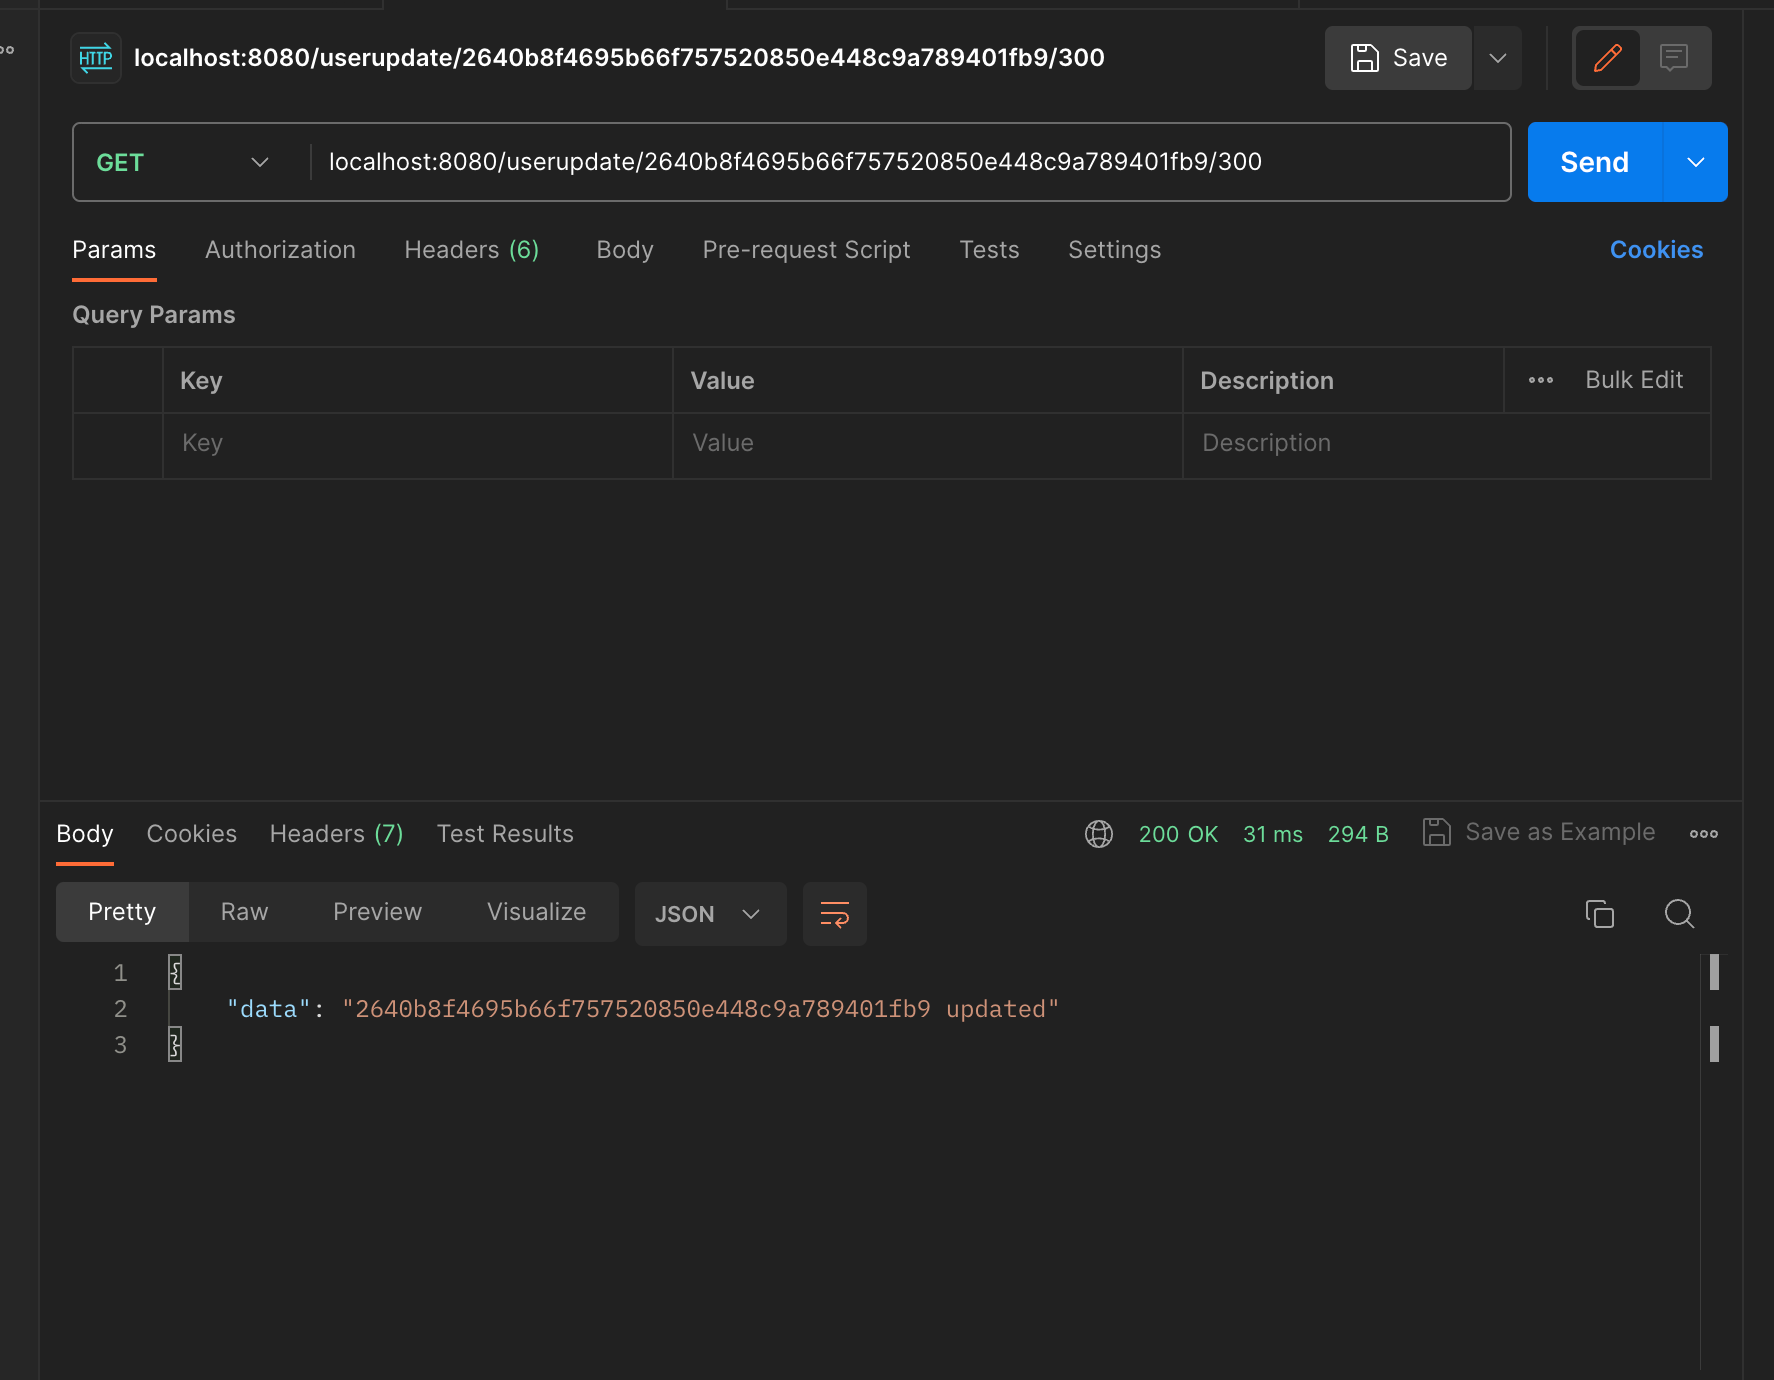 HTTP localhost:8080/userupdate/2640b8f4695b66f757520850e448c9a789401fb9/300 Save
GET localhost:8080/userupdate/2640b8f4695b66f757520850e448c9a789401fb9/300 Send
Params Authorization Headers (6) Body Pre-request Script Tests Settings Cookies
Query Params
Key Value Description Bulk Edit
Key Value Description
Body Cookies Headers (7) Test Results 200 OK 31 ms 294 B Save as Example
Pretty Raw Preview Visualize JSON
1 {
2 "data": "2640b8f4695b66f757520850e448c9a789401fb9 updated"
3 }